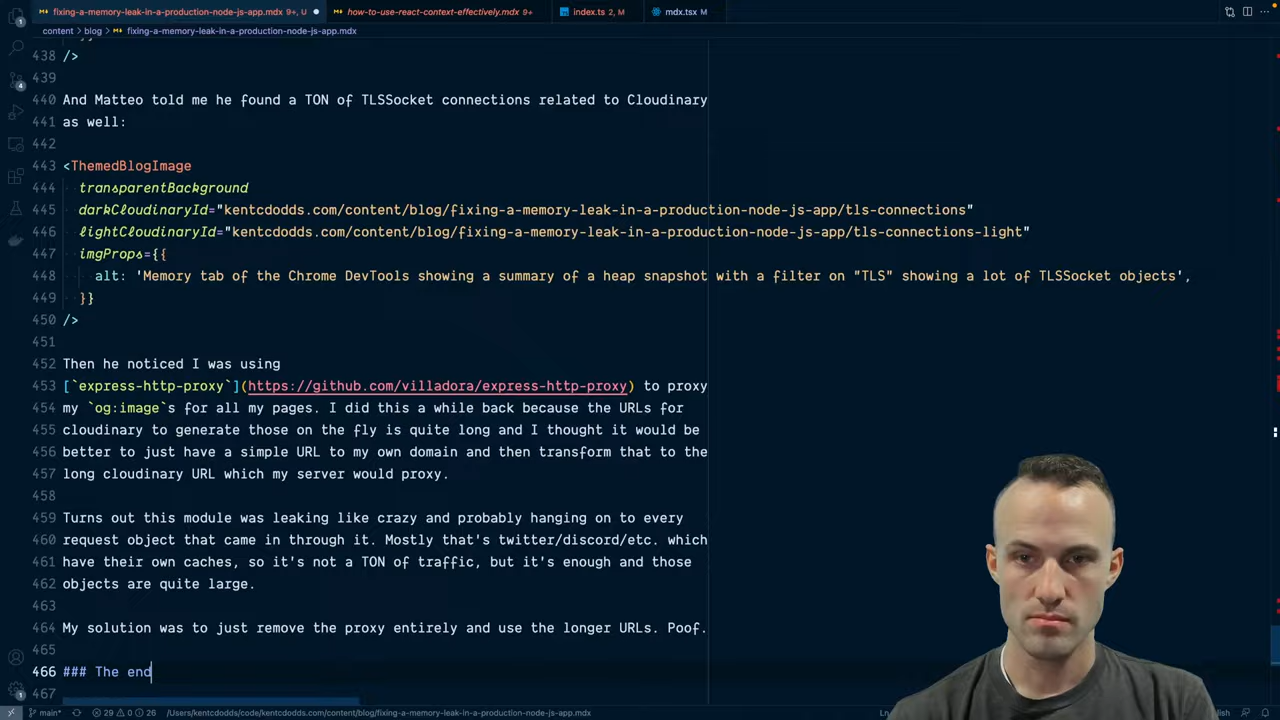 fixing-a-memory-leak-in-a-production-node-js-app.mdx 9+, U
how-to-use-react-context-effectively.mdx 9+
index.ts 2, M
mdx.tsx M
content > blog > fixing-a-memory-leak-in-a-production-node-js-app.mdx
438 />
439
440 And Matteo told me he found a TON of TLSSocket connections related to Cloudinary
441 as well:
442
443 <ThemedBlogImage
444 transparentBackground
445 darkCloudinaryId="kentcdodds.com/content/blog/fixing-a-memory-leak-in-a-production-node-js-app/tls-connections"
446 lightCloudinaryId="kentcdodds.com/content/blog/fixing-a-memory-leak-in-a-production-node-js-app/tls-connections-light"
447 imgProps={{
448 alt: 'Memory tab of the Chrome DevTools showing a summary of a heap snapshot with a filter on "TLS" showing a lot of TLSSocket objects',
449 }}
450 />
451
452 Then he noticed I was using
453 [`express-http-proxy`](https://github.com/villadora/express-http-proxy) to proxy
454 my `og:image`s for all my pages. I did this a while back because the URLs for
455 cloudinary to generate those on the fly is quite long and I thought it would be
456 better to just have a simple URL to my own domain and then transform that to the
457 long cloudinary URL which my server would proxy.
458
459 Turns out this module was leaking like crazy and probably hanging on to every
460 request object that came in through it. Mostly that's twitter/discord/etc. which
461 have their own caches, so it's not a TON of traffic, but it's enough and those
462 objects are quite large.
463
464 My solution was to just remove the proxy entirely and use the longer URLs. Poof.
465
466 ### The end
467
main* 29 0 26 /Users/kentcdodds/code/kentcdodds.com/content/blog/fixing-a-memory-leak-in-a-production-node-js-app.mdx